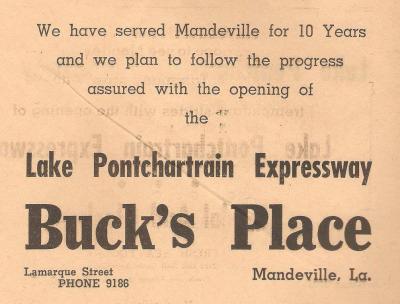 We have served Mandeville for 10 Years
and we plan to follow the progress
assured with the opening of
the
Lake Pontchartrain Expressway
Buck's Place
Lamarque Street
PHONE 9186
Mandeville, La.